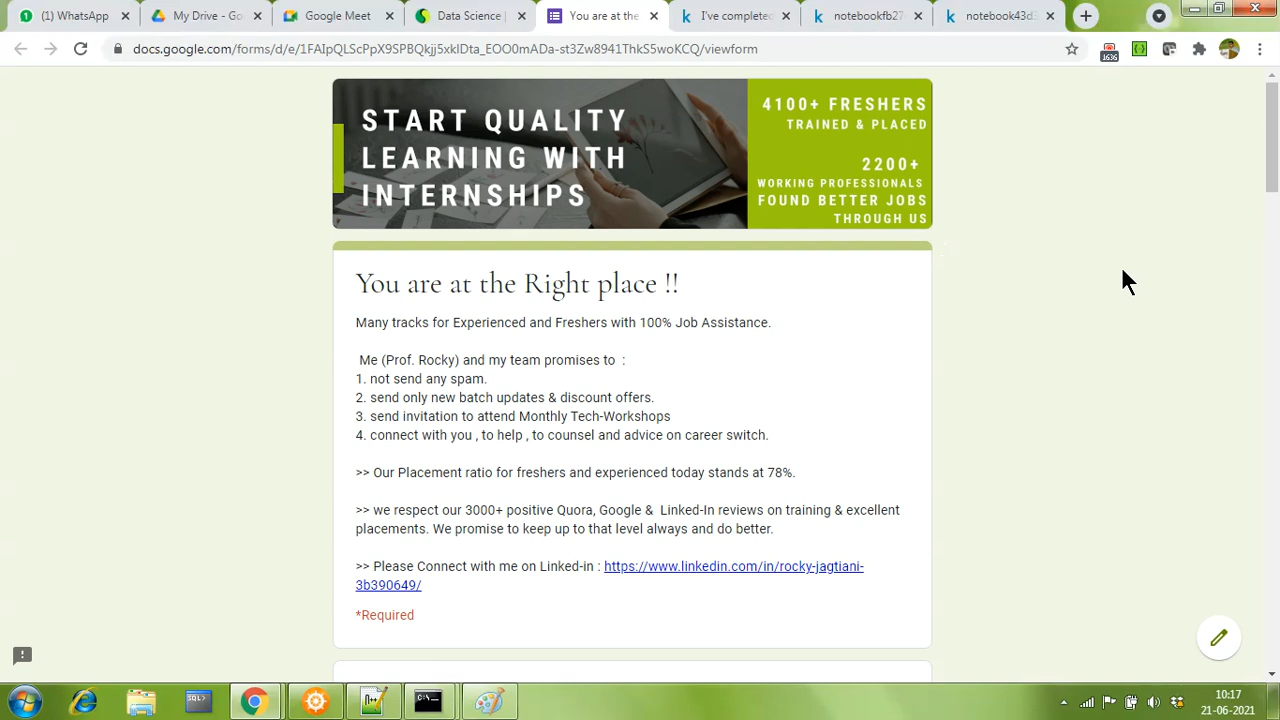 (1) WhatsApp
My Drive - Go
Google Meet
Data Science |
You are at the
I've completed
notebookfb27
notebook43d3
docs.google.com/forms/d/e/1FAIpQLScPpX9SPBQkjj5xkIDta_EOO0mADa-st3Zw8941ThkS5woKCQ/viewform
1636
START QUALITY
LEARNING WITH
INTERNSHIPS
4100+ FRESHERS
TRAINED & PLACED
2200+
WORKING PROFESSIONALS
FOUND BETTER JOBS
THROUGH US
You are at the Right place !!
Many tracks for Experienced and Freshers with 100% Job Assistance.
Me (Prof. Rocky) and my team promises to :
1. not send any spam.
2. send only new batch updates & discount offers.
3. send invitation to attend Monthly Tech-Workshops
4. connect with you , to help , to counsel and advice on career switch.
>> Our Placement ratio for freshers and experienced today stands at 78%.
>> we respect our 3000+ positive Quora, Google & Linked-In reviews on training & excellent
placements. We promise to keep up to that level always and do better.
>> Please Connect with me on Linked-in : https://www.linkedin.com/in/rocky-jagtiani-
3b390649/
*Required
10:17
21-06-2021